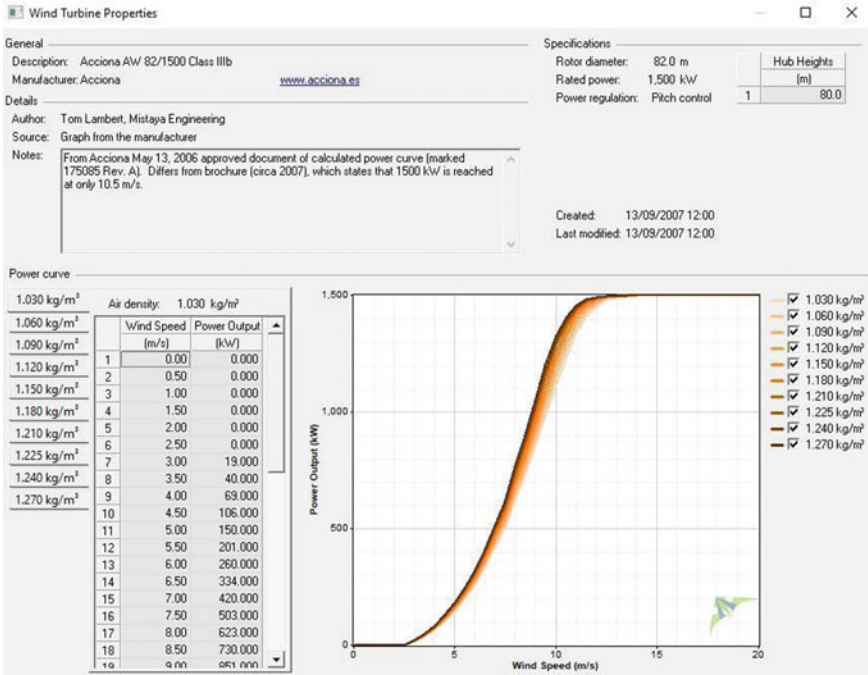 Wind Turbine Properties
General
Description: Acciona AW 82/1500 Class IIIb
Manufacturer: Acciona www.acciona.es
Specifications
Rotor diameter: 82.0 m
Rated power: 1,500 kW
Power regulation: Pitch control
Hub Heights
(m)
1 80.0
Details
Author: Tom Lambert, Mistaya Engineering
Source: Graph from the manufacturer
Notes: From Acciona May 13, 2006 approved document of calculated power curve (marked
175085 Rev. A). Differs from brochure (circa 2007), which states that 1500 kW is reached
at only 10.5 m/s.
Created: 13/09/2007 12:00
Last modified: 13/09/2007 12:00
Power curve
1.030 kg/m³
1.060 kg/m³
1.090 kg/m³
1.120 kg/m³
1.150 kg/m³
1.180 kg/m³
1.210 kg/m³
1.225 kg/m³
1.240 kg/m³
1.270 kg/m³
Air density: 1.030 kg/m³
Wind Speed Power Output
(m/s) (kW)
1 0.00 0.000
2 0.50 0.000
3 1.00 0.000
4 1.50 0.000
5 2.00 0.000
6 2.50 0.000
7 3.00 19.000
8 3.50 40.000
9 4.00 69.000
10 4.50 106.000
11 5.00 150.000
12 5.50 201.000
13 6.00 260.000
14 6.50 334.000
15 7.00 420.000
16 7.50 503.000
17 8.00 623.000
18 8.50 730.000
19 9.00 851.000
Power Output (kW)
1,500
1,000
500
0
0 5 10 15 20
Wind Speed (m/s)
1.030 kg/m³
1.060 kg/m³
1.090 kg/m³
1.120 kg/m³
1.150 kg/m³
1.180 kg/m³
1.210 kg/m³
1.225 kg/m³
1.240 kg/m³
1.270 kg/m³